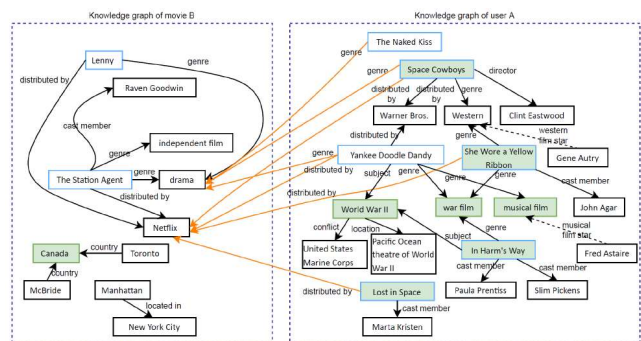 Knowledge graph of movie B
Knowledge graph of user A
Lenny
genre
distributed by
Raven Goodwin
cast member
independent film
genre
The Station Agent
genre
drama
distributed by
Netflix
Canada
country
Toronto
country
McBride
Manhattan
located in
New York City
The Naked Kiss
genre
Space Cowboys
genre
director
distributed
by
distributed
by
genre
Warner Bros.
Western
Clint Eastwood
distributed by
genre
western
film star
Gene Autry
genre
Yankee Doodle Dandy
She Wore a Yellow
Ribbon
distributed by
subject
genre
genre
genre
cast member
distributed by
World War II
war film
musical film
John Agar
conflict
location
subject
genre
musical
film star
United States
Marine Corps
Pacific Ocean
theatre of World
War II
In Harm's Way
Fred Astaire
cast member
cast member
Lost in Space
Paula Prentiss
Slim Pickens
distributed by
cast member
Marta Kristen